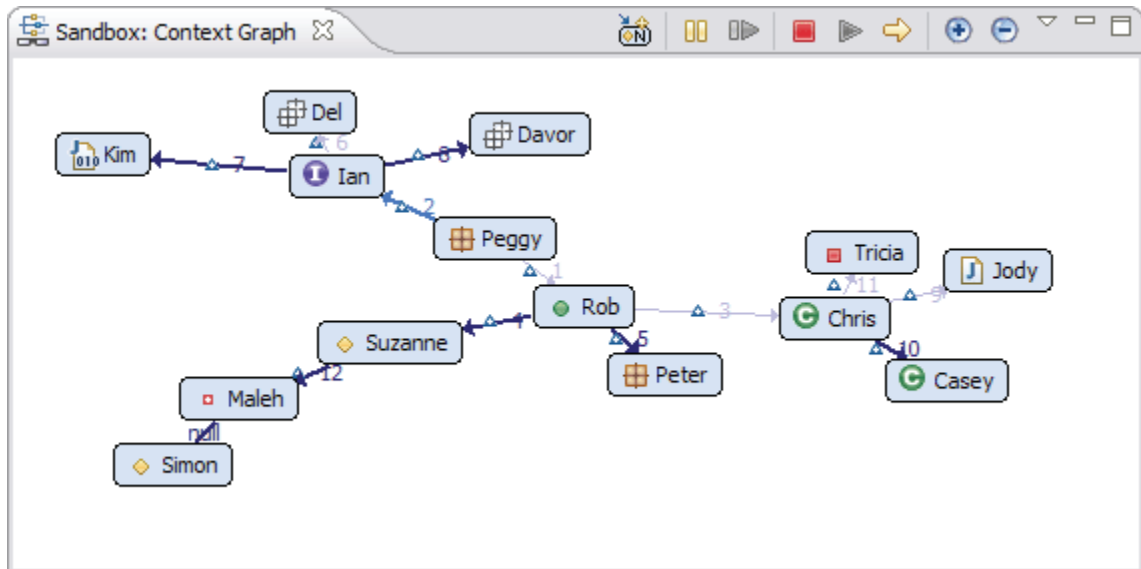 Sandbox: Context Graph
N
Del
Kim
010
Davor
6
7
8
I Ian
2
Peggy
Tricia
J Jody
1
11
9
Rob
3
C Chris
4
Suzanne
5
10
12
Peter
C Casey
Maleh
null
Simon